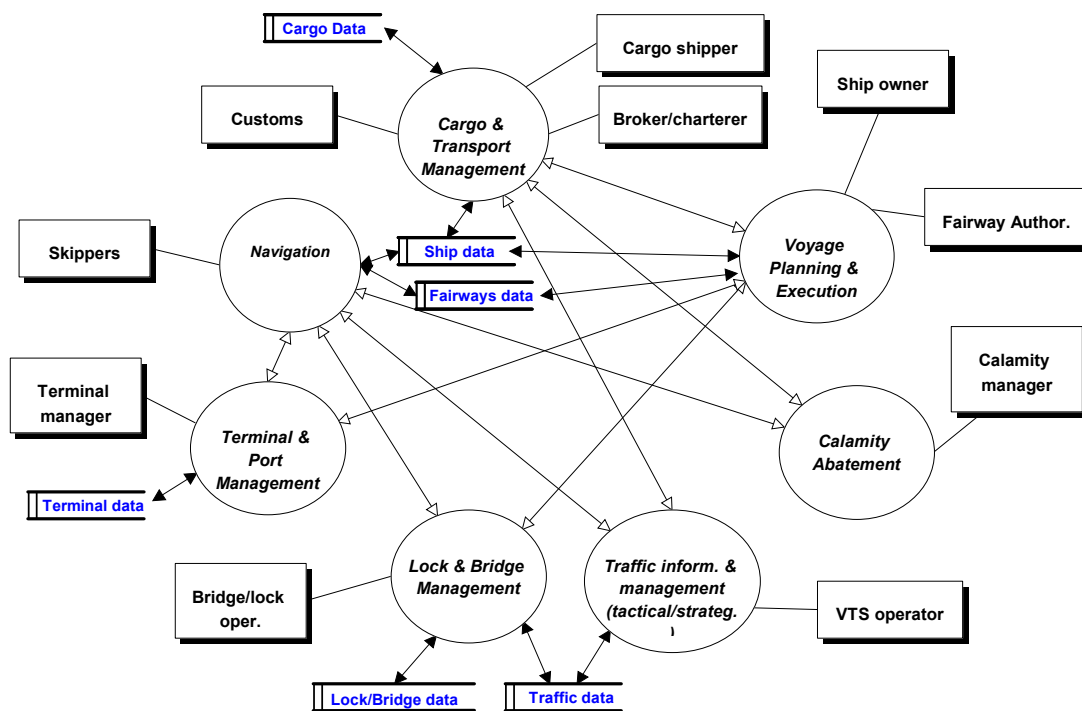 Cargo Data
Cargo shipper
Ship owner
Customs
Cargo &
Transport
Management
Broker/charterer
Skippers
Navigation
Ship data
Fairways data
Voyage
Planning &
Execution
Fairway Author.
Terminal
manager
Terminal &
Port
Management
Calamity
manager
Calamity
Abatement
Terminal data
Bridge/lock
oper.
Lock & Bridge
Management
Traffic inform. &
management
(tactical/strateg.
)
VTS operator
Lock/Bridge data
Traffic data